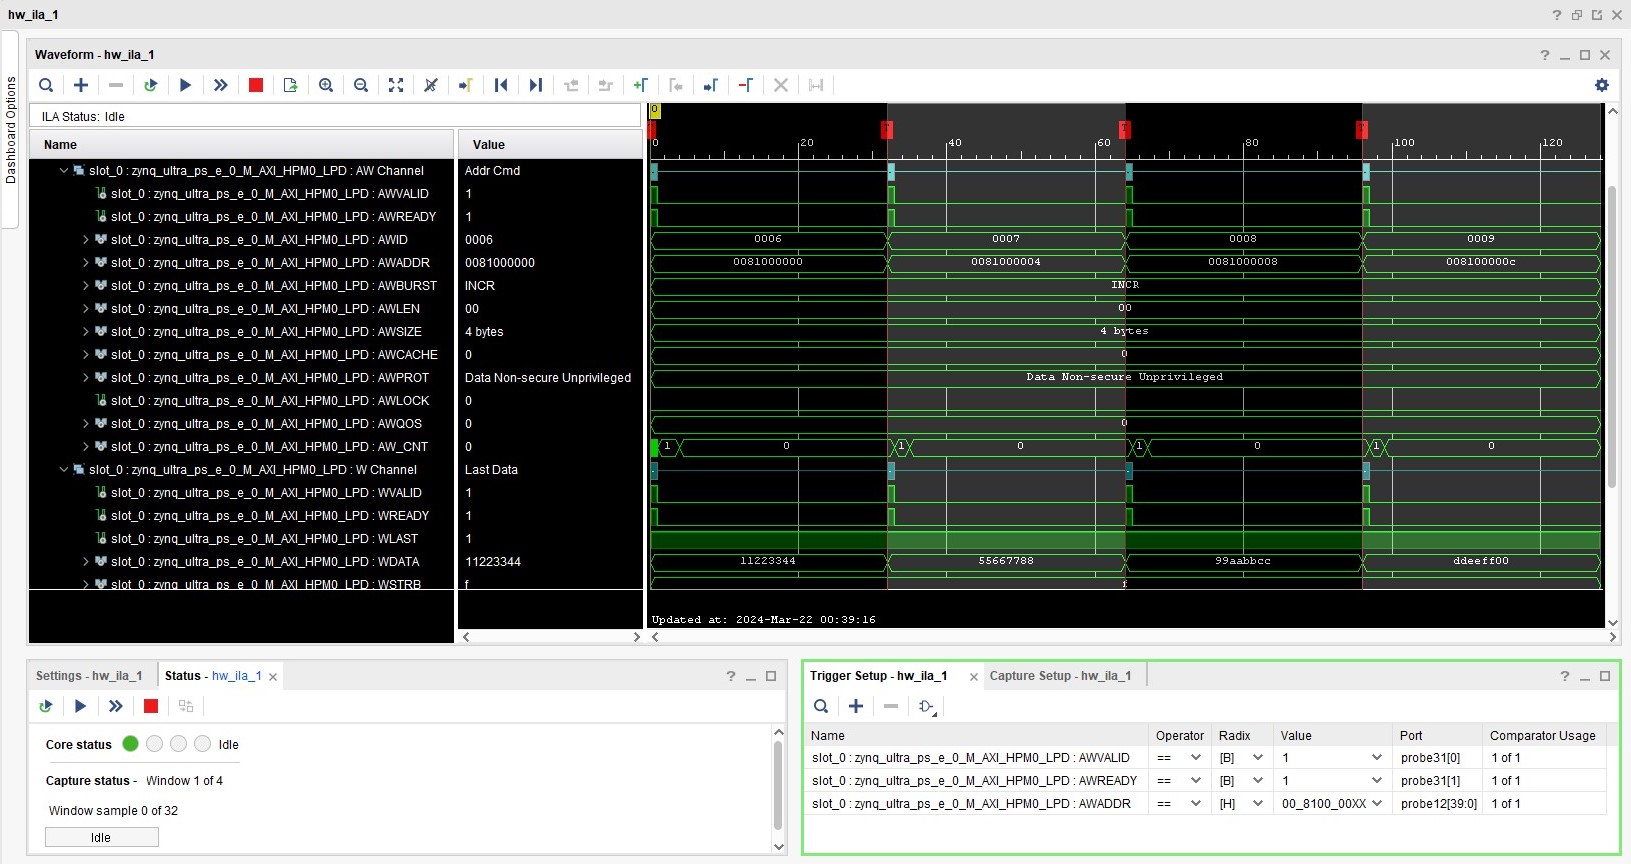 hw_ila_1
Dashboard Options
Waveform - hw_ila_1
ILA Status: Idle
Name Value
0
0 20 40 60 80 100 120
slot_0 : zynq_ultra_ps_e_0_M_AXI_HPM0_LPD : AW Channel Addr Cmd
slot_0 : zynq_ultra_ps_e_0_M_AXI_HPM0_LPD : AWVALID 1
slot_0 : zynq_ultra_ps_e_0_M_AXI_HPM0_LPD : AWREADY 1
slot_0 : zynq_ultra_ps_e_0_M_AXI_HPM0_LPD : AWID 0006 0006 0007 0008 0009
slot_0 : zynq_ultra_ps_e_0_M_AXI_HPM0_LPD : AWADDR 0081000000 0081000000 0081000004 0081000008 008100000c
slot_0 : zynq_ultra_ps_e_0_M_AXI_HPM0_LPD : AWBURST INCR INCR
slot_0 : zynq_ultra_ps_e_0_M_AXI_HPM0_LPD : AWLEN 00 00
slot_0 : zynq_ultra_ps_e_0_M_AXI_HPM0_LPD : AWSIZE 4 bytes 4 bytes
slot_0 : zynq_ultra_ps_e_0_M_AXI_HPM0_LPD : AWCACHE 0 0
slot_0 : zynq_ultra_ps_e_0_M_AXI_HPM0_LPD : AWPROT Data Non-secure Unprivileged Data Non-secure Unprivileged
slot_0 : zynq_ultra_ps_e_0_M_AXI_HPM0_LPD : AWLOCK 0
slot_0 : zynq_ultra_ps_e_0_M_AXI_HPM0_LPD : AWQOS 0 0
slot_0 : zynq_ultra_ps_e_0_M_AXI_HPM0_LPD : AW_CNT 0 1 0 1 0 1 0 1 0
slot_0 : zynq_ultra_ps_e_0_M_AXI_HPM0_LPD : W Channel Last Data
slot_0 : zynq_ultra_ps_e_0_M_AXI_HPM0_LPD : WVALID 1
slot_0 : zynq_ultra_ps_e_0_M_AXI_HPM0_LPD : WREADY 1
slot_0 : zynq_ultra_ps_e_0_M_AXI_HPM0_LPD : WLAST 1
slot_0 : zynq_ultra_ps_e_0_M_AXI_HPM0_LPD : WDATA 11223344 11223344 55667788 99aabbcc ddeeff00
slot_0 : zynq_ultra_ps_e_0_M_AXI_HPM0_LPD : WSTRB f f
Updated at: 2024-Mar-22 00:39:16
Settings - hw_ila_1 Status - hw_ila_1
Core status Idle
Capture status - Window 1 of 4
Window sample 0 of 32
Idle
Trigger Setup - hw_ila_1 Capture Setup - hw_ila_1
Name Operator Radix Value Port Comparator Usage
slot_0 : zynq_ultra_ps_e_0_M_AXI_HPM0_LPD : AWVALID == [B] 1 probe31[0] 1 of 1
slot_0 : zynq_ultra_ps_e_0_M_AXI_HPM0_LPD : AWREADY == [B] 1 probe31[1] 1 of 1
slot_0 : zynq_ultra_ps_e_0_M_AXI_HPM0_LPD : AWADDR == [H] 00_8100_00XX probe12[39:0] 1 of 1